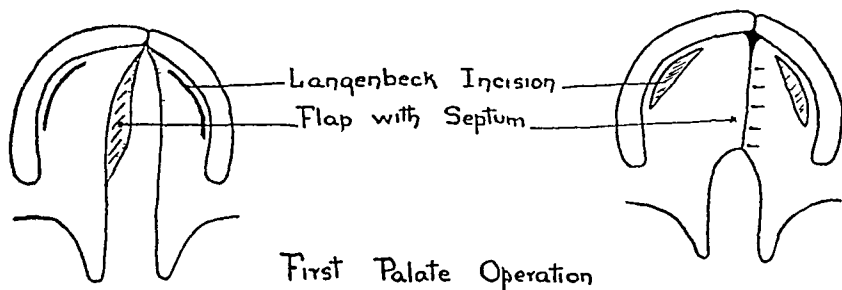 Langenbeck Incision
Flap with Septum
First Palate Operation